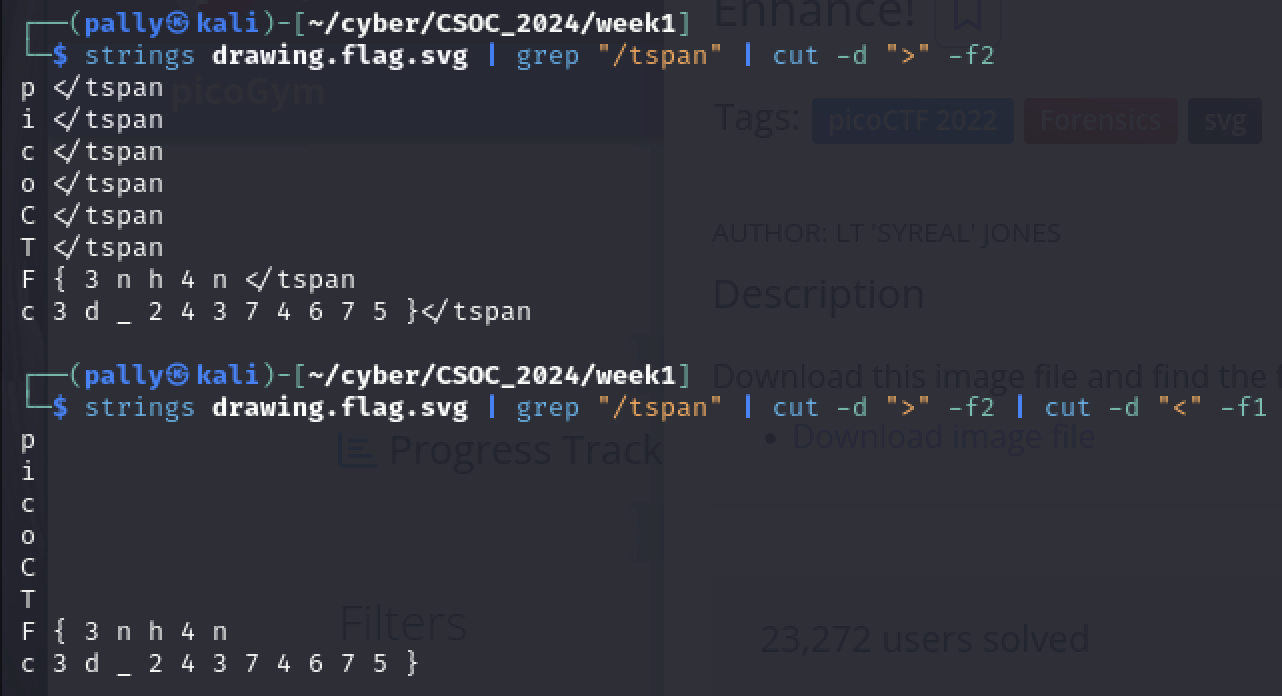 ┌──(pally㉿kali)-[~/cyber/CSOC_2024/week1]
└─$ strings drawing.flag.svg | grep "/tspan" | cut -d ">" -f2
p </tspan
i </tspan
c </tspan
o </tspan
C </tspan
T </tspan
F { 3 n h 4 n </tspan
c 3 d _ 2 4 3 7 4 6 7 5 }</tspan
┌──(pally㉿kali)-[~/cyber/CSOC_2024/week1]
└─$ strings drawing.flag.svg | grep "/tspan" | cut -d ">" -f2 | cut -d "<" -f1
p
i
c
o
C
T
F { 3 n h 4 n
c 3 d _ 2 4 3 7 4 6 7 5 }
picoGym
Progress Track
Filters
Enhance!
Tags: picoCTF 2022 Forensics svg
AUTHOR: LT 'SYREAL' JONES
Description
Download this image file and find the
Download image file
23,272 users solved